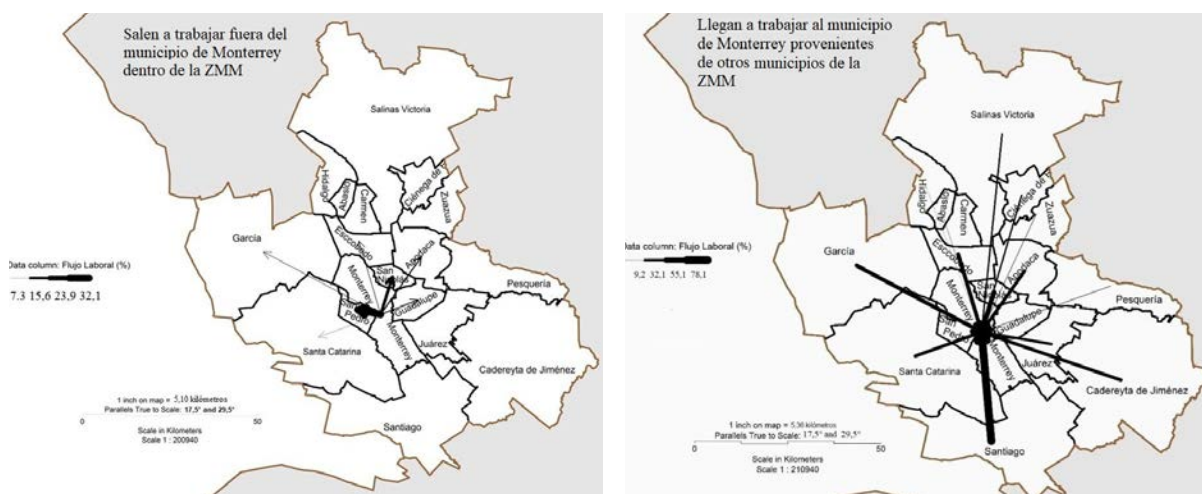 Salen a trabajar fuera del
municipio de Monterrey
dentro de la ZMM
Salinas Victoria
Hidalgo
Abasolo
Carmen
Ciénega de
Zuazua
García
Esccobedo
Apodaca
San
Nicolás
Pesquería
Monterrey
Guadalupe
San
Pedro
Monterrey
Santa Catarina
Juárez
Cadereyta de Jiménez
Santiago
Data column: Flujo Laboral (%)
7.3 15,6 23,9 32,1
1 inch on map = 5,10 kilómetros
Parallels True to Scale: 17,5° and 29,5°
0 50
Scale in Kilometers
Scale 1 : 200940
Llegan a trabajar al municipio
de Monterrey provenientes
de otros municipios de la
ZMM
Salinas Victoria
Hidalgo
Abasolo
Carmen
Ciénega de
Zuazua
García
Esccobedo
Apodaca
San
Nicolás
Pesquería
Monterrey
Guadalupe
San
Pedro
Monterrey
Santa Catarina
Juárez
Cadereyta de Jiménez
Santiago
Data column: Flujo Laboral (%)
9,2 32,1 55,1 78,1
1 inch on map = 5.36 kilómetros
Parallels True to Scale: 17,5° and 29,5°
0 50
Scale in Kilometers
Scale 1 : 210940